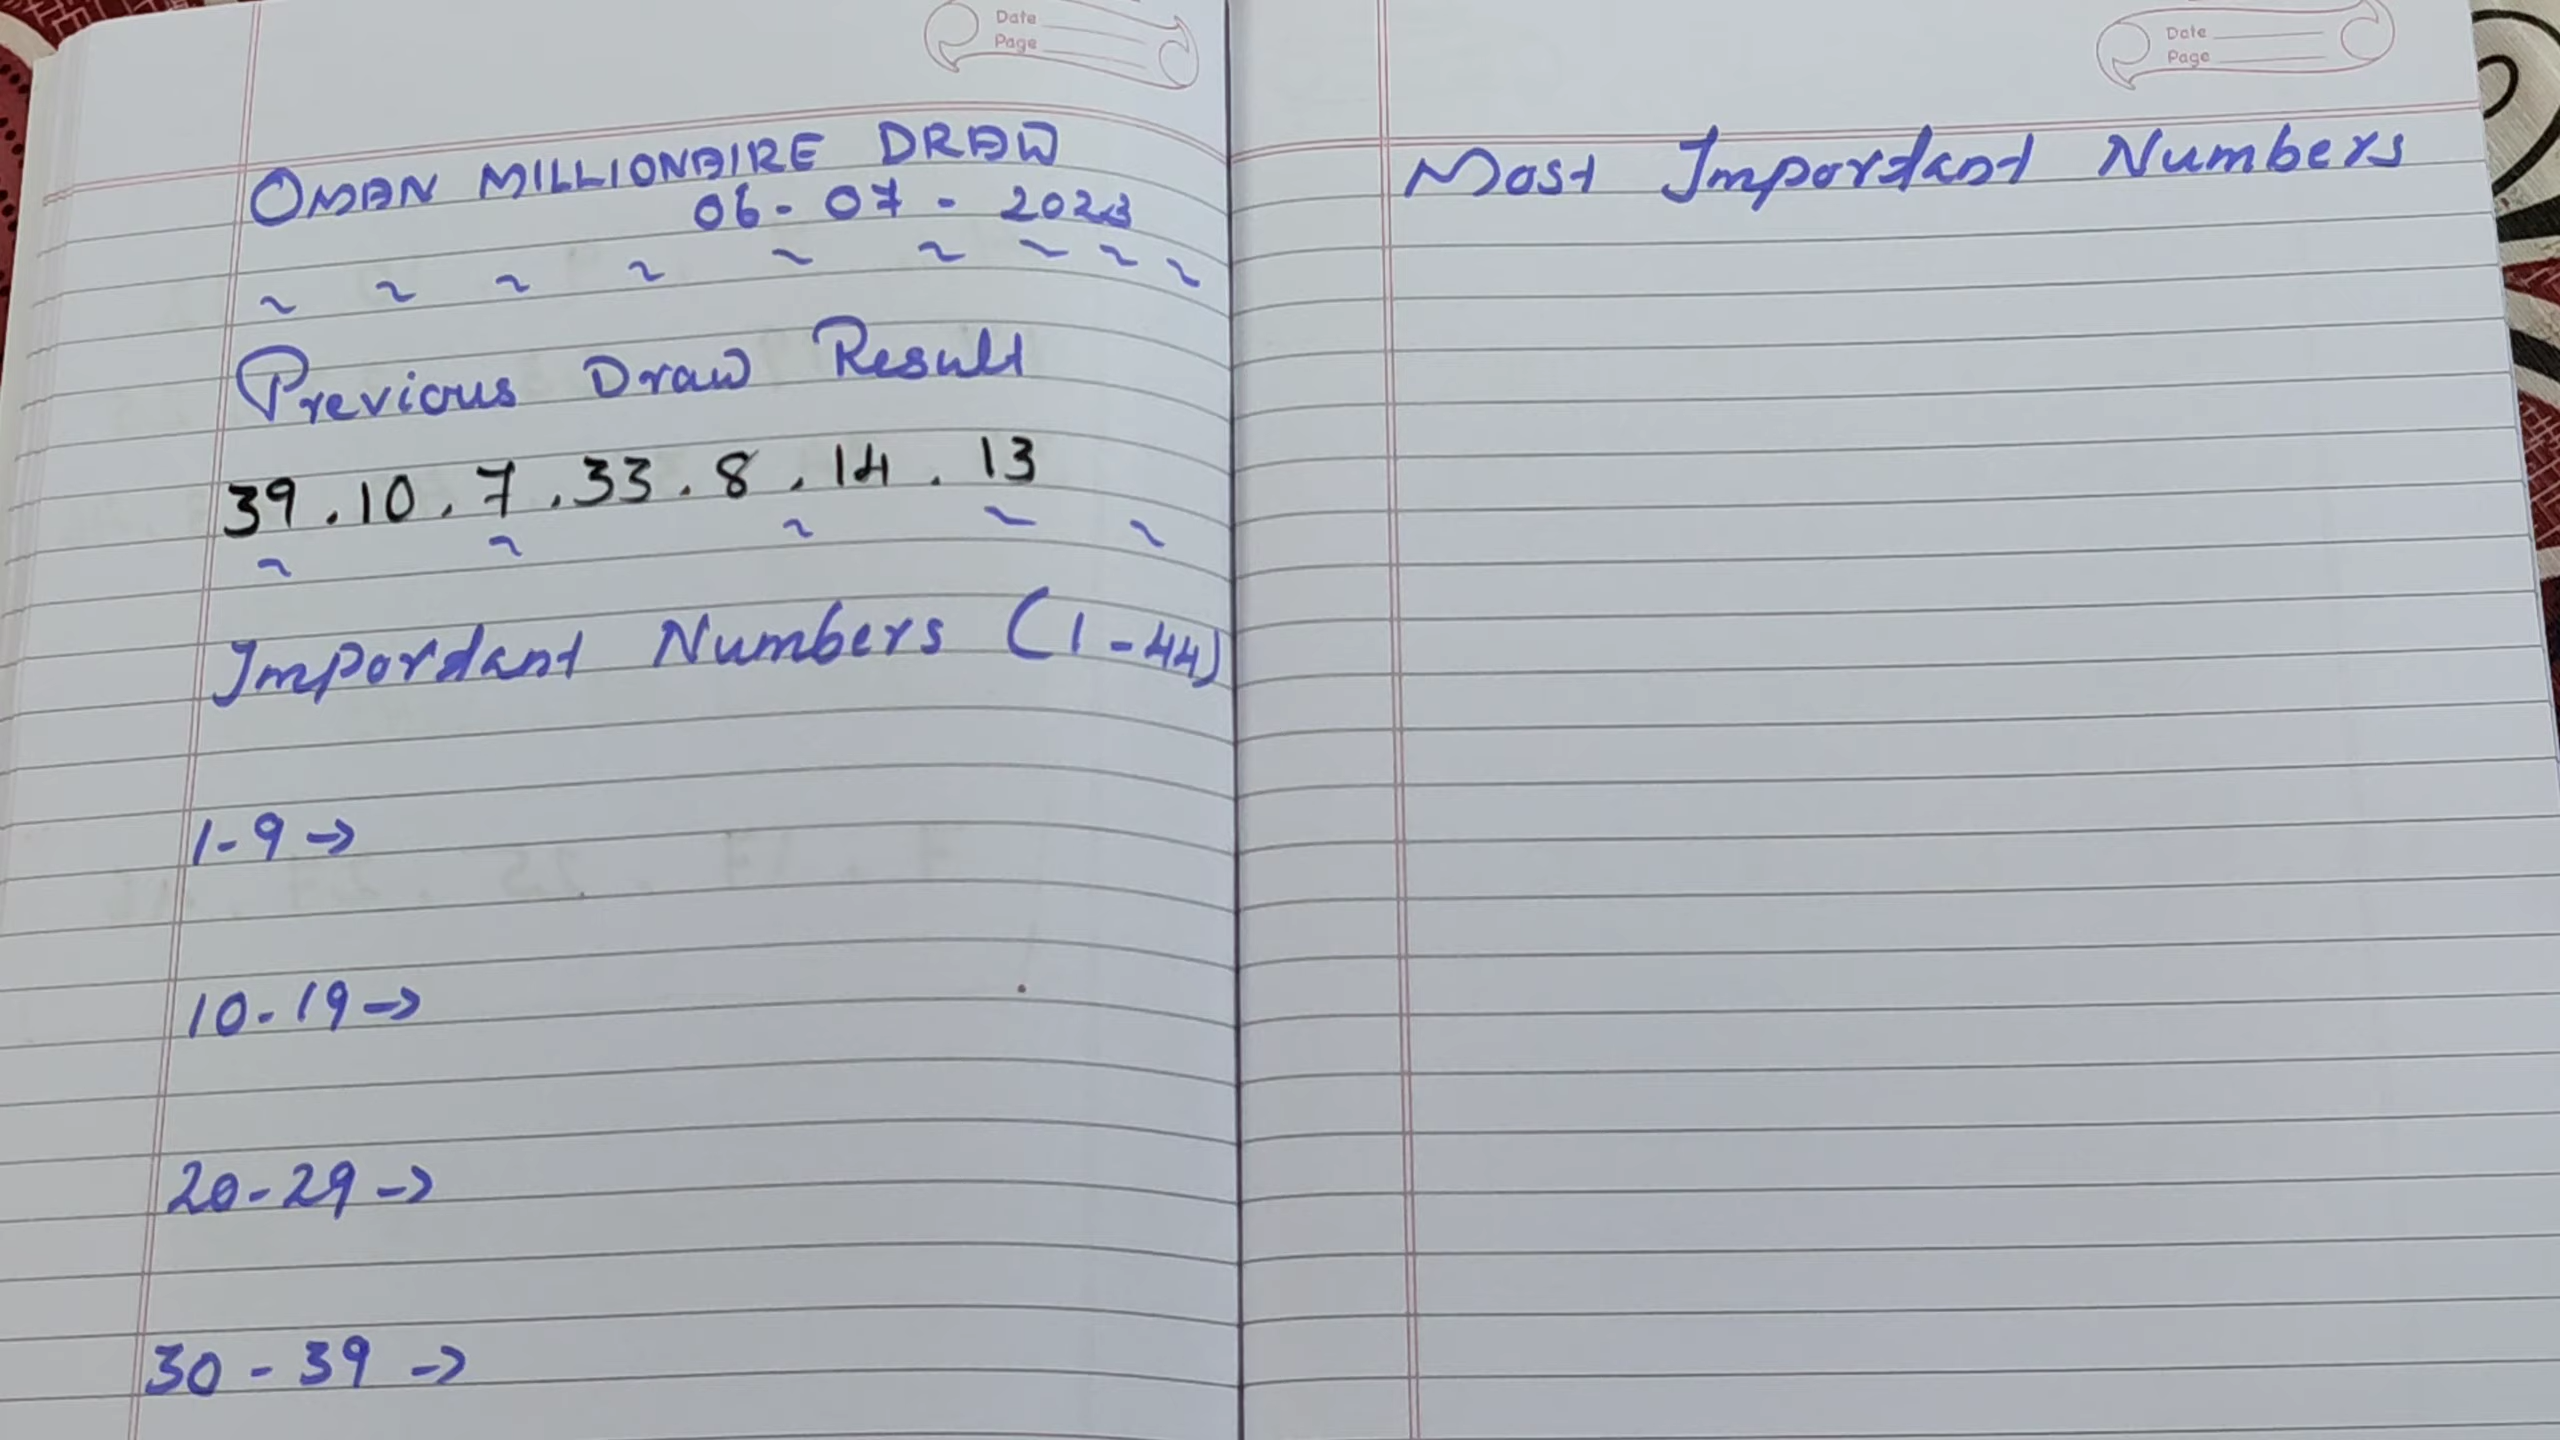 Date
Page
OMAN MILLIONAIRE DRAW
06-07-2023
Previous Draw Result
39.10.7.33.8.14.13
Impordant Numbers (1-44)
1-9→
10-19→
20-29→
30-39→
Date
Page
Most Impordant Numbers